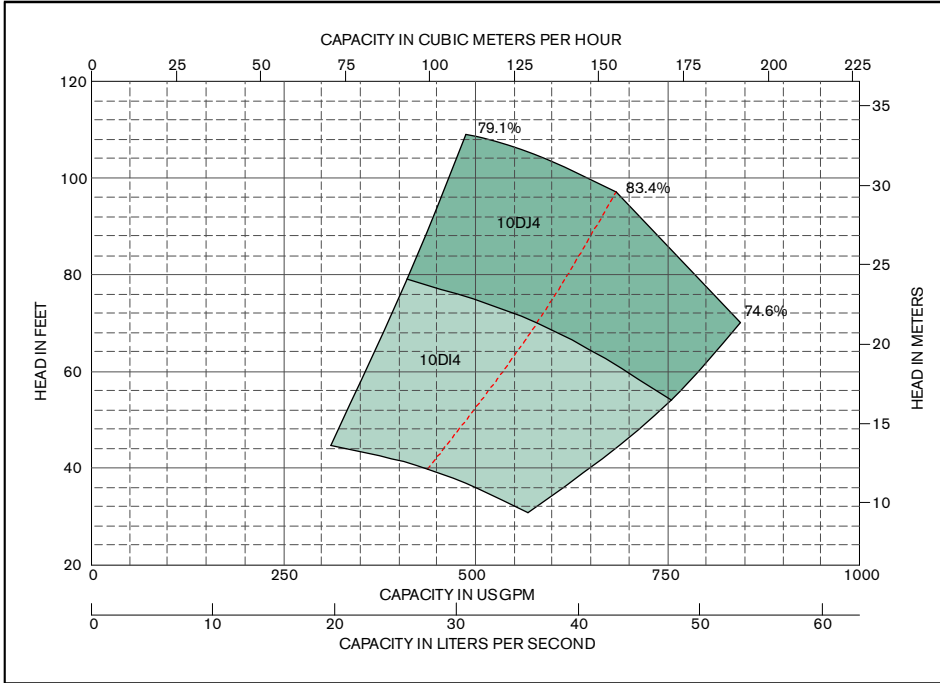 CAPACITY IN CUBIC METERS PER HOUR
0 25 50 75 100 125 150 175 200 225
120
100
80
60
40
20
HEAD IN FEET
35
30
25
20
15
10
HEAD IN METERS
79.1%
83.4%
10DJ4
74.6%
10DI4
0 250 500 750 1000
CAPACITY IN USGPM
0 10 20 30 40 50 60
CAPACITY IN LITERS PER SECOND